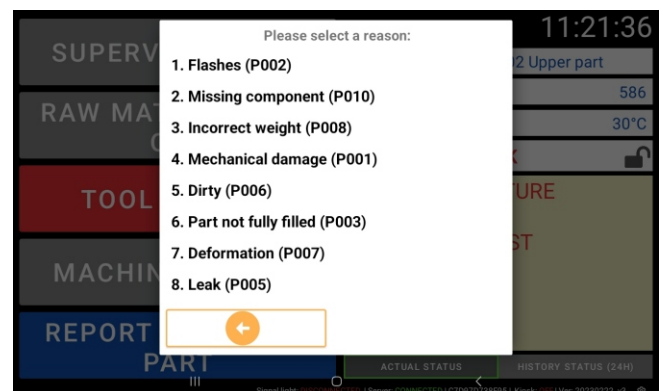 11:21:36
SUPERV
Please select a reason:
02 Upper part
1. Flashes (P002)
586
2. Missing component (P010)
RAW MA
30°C
3. Incorrect weight (P008)
4. Mechanical damage (P001)
TOOL
URE
5. Dirty (P006)
6. Part not fully filled (P003)
ST
7. Deformation (P007)
MACHIN
8. Leak (P005)
REPORT
PART
ACTUAL STATUS
HISTORY STATUS (24H)